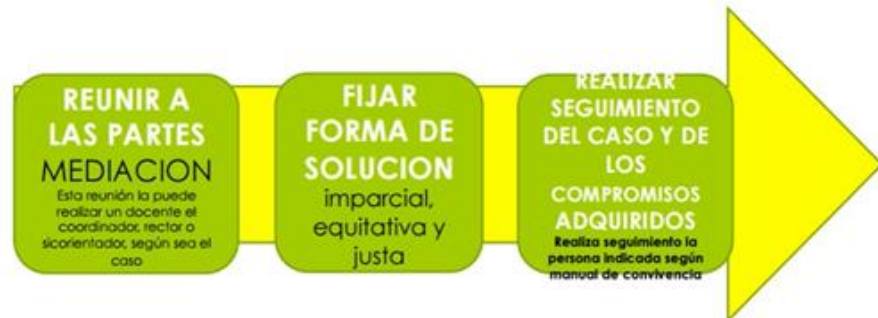 REUNIR A
LAS PARTES
MEDIACION
Esta reunión la puede
realizar un docente el
coordinador, rector o
sicorientador, según sea el
caso
FIJAR
FORMA DE
SOLUCION
imparcial,
equitativa y
justa
REALIZAR
SEGUIMIENTO
DEL CASO Y DE
LOS
COMPROMISOS
ADQUIRIDOS
Realiza seguimiento la
persona indicada según
manual de convivencia